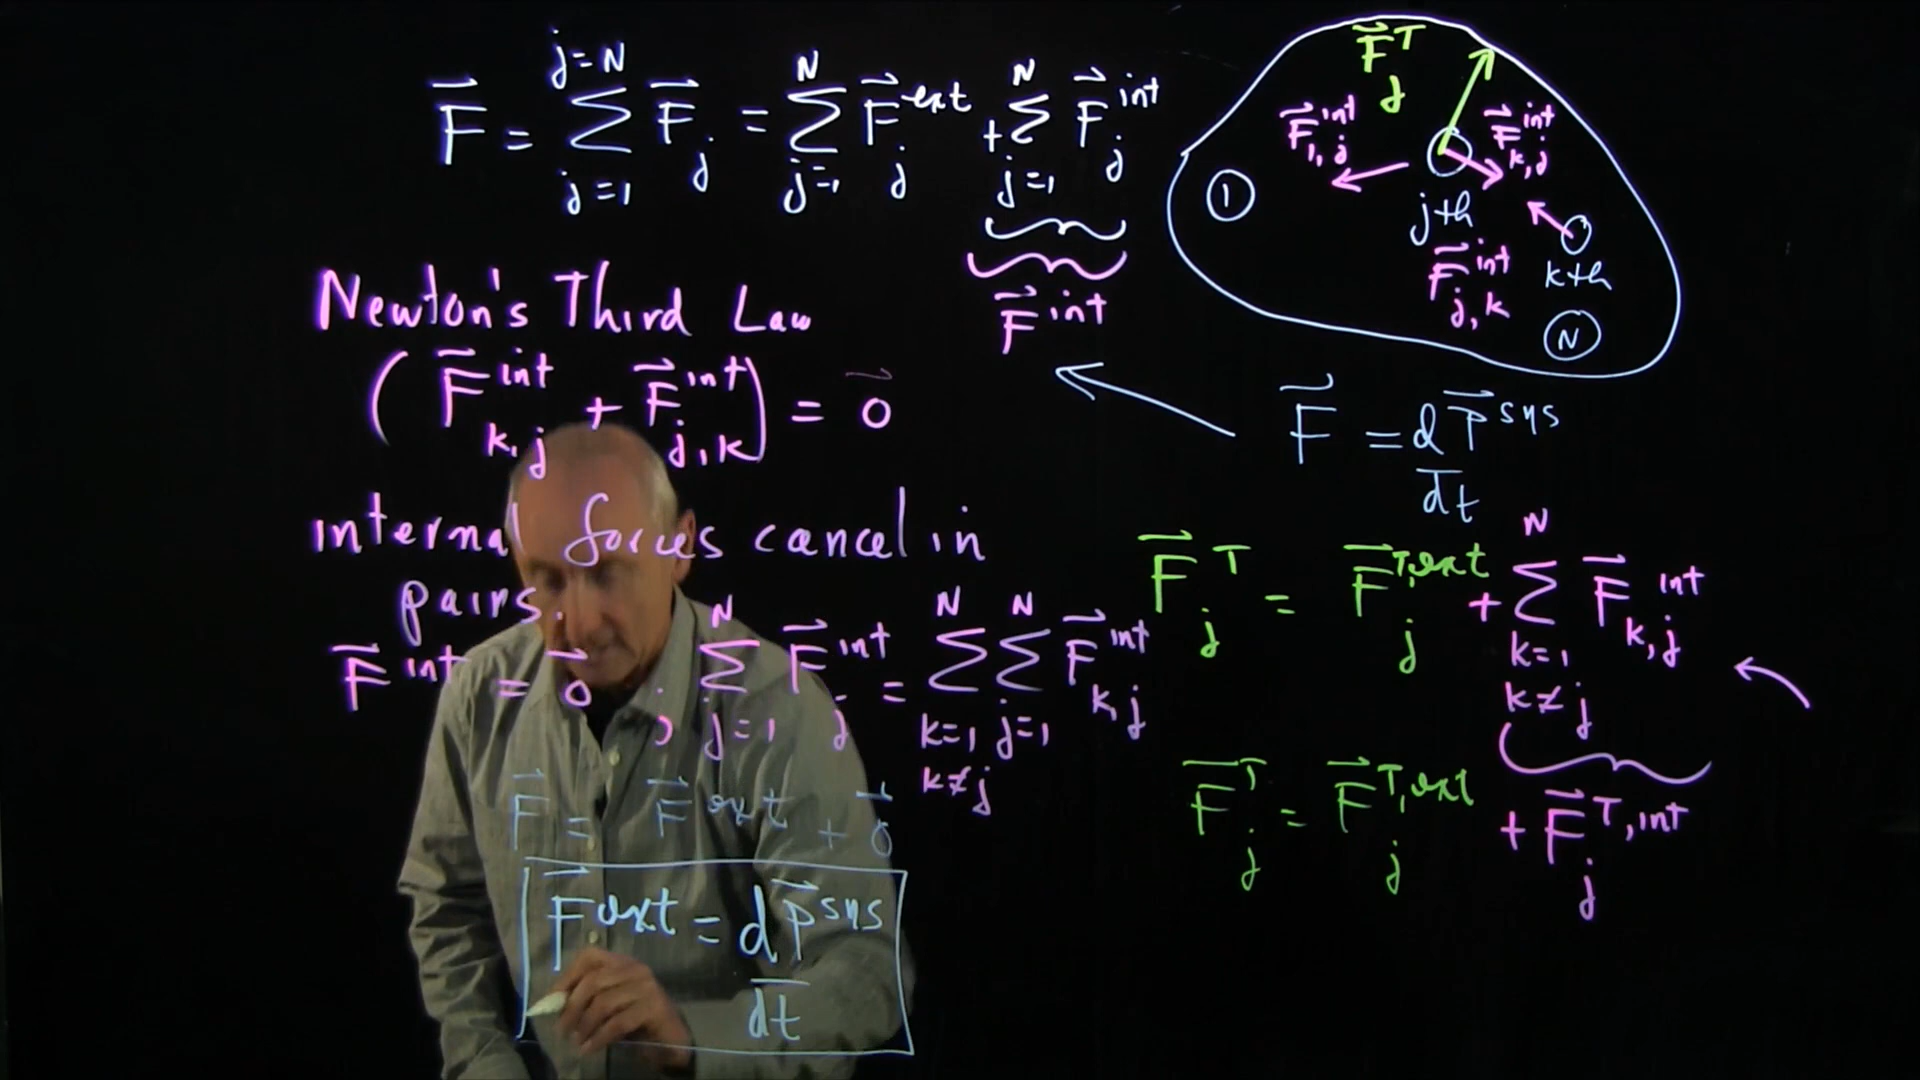 F⃗ = Σ_{j=1}^{j=N} F⃗_j = Σ_{j=1}^{N} F⃗_j^{ext} + Σ_{j=1}^{N} F⃗_j^{int}
F⃗^{int}
Newton's Third Law
(F⃗_{k,j}^{int} + F⃗_{j,k}^{int}) = 0⃗
internal forces cancel in
pairs.
F⃗^{int} = 0⃗ ; Σ_{j=1}^{N} F⃗_j^{int} = Σ_{k=1, k≠j}^{N} Σ_{j=1}^{N} F⃗_{k,j}^{int}
F⃗ = F⃗^{ext} + 0⃗
F⃗^{ext} = dP⃗^{sys}/dt
F⃗_j^T
F⃗_{1,j}^{int}
F⃗_{k,j}^{int}
1
jth
F⃗_{j,k}^{int}
kth
N
F⃗ = dP⃗^{sys}/dt
F⃗_j^T = F⃗_j^{T,ext} + Σ_{k=1, k≠j}^{N} F⃗_{k,j}^{int}
F⃗_j^T = F⃗_j^{T,ext} + F⃗_j^{T,int}